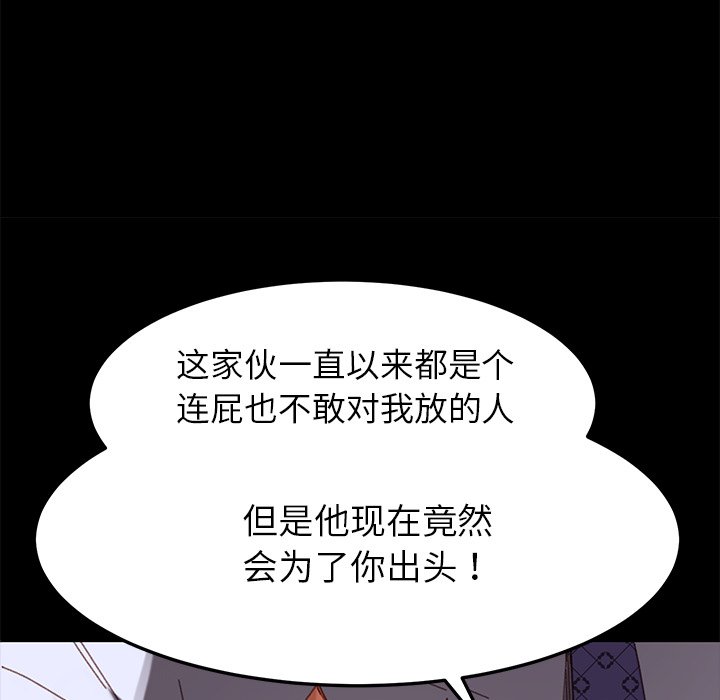 这家伙一直以来都是个
连屁也不敢对我放的人
但是他现在竟然
会为了你出头！